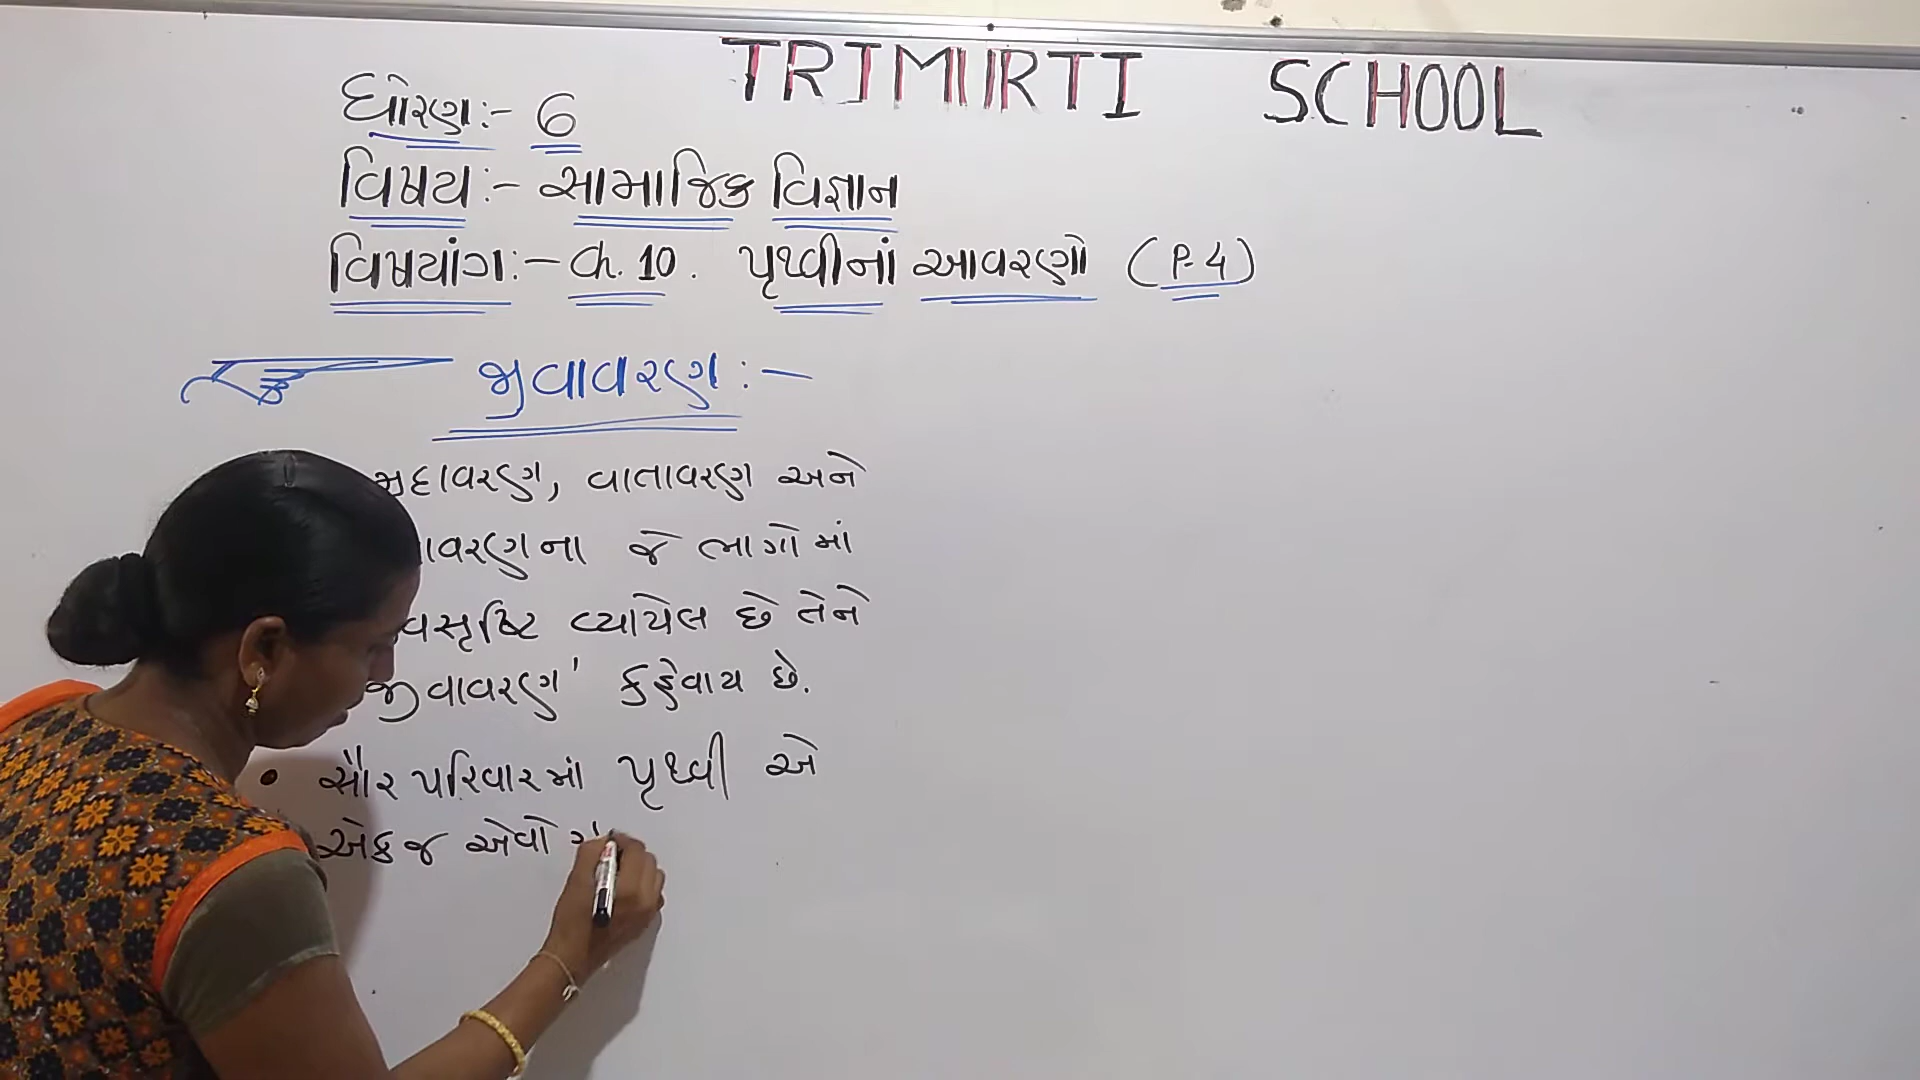 TRIMURTI SCHOOL
ધોરણ:- 6
વિષય:- સામાજિક વિજ્ઞાન
વિષયાંગ:- Ch. 10. પૃથ્વીનાં આવરણો (P-4)
જીવાવરણ:-
મૃદાવરણ, વાતાવરણ અને
ાવરણના જે ભાગોમાં
વસૃષ્ટિ વ્યાપેલ છે તેને
જીવાવરણ' કહેવાય છે.
• સૌર પરિવારમાં પૃથ્વી એ
એકજ એવો